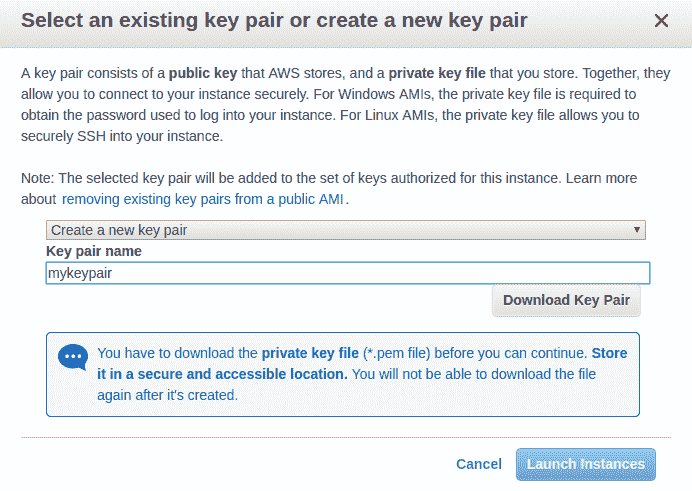 Select an existing key pair or create a new key pair
A key pair consists of a public key that AWS stores, and a private key file that you store. Together, they
allow you to connect to your instance securely. For Windows AMIs, the private key file is required to
obtain the password used to log into your instance. For Linux AMIs, the private key file allows you to
securely SSH into your instance.
Note: The selected key pair will be added to the set of keys authorized for this instance. Learn more
about removing existing key pairs from a public AMI.
Create a new key pair
Key pair name
mykeypair
Download Key Pair
You have to download the private key file (*.pem file) before you can continue. Store
it in a secure and accessible location. You will not be able to download the file
again after it's created.
Cancel Launch Instances